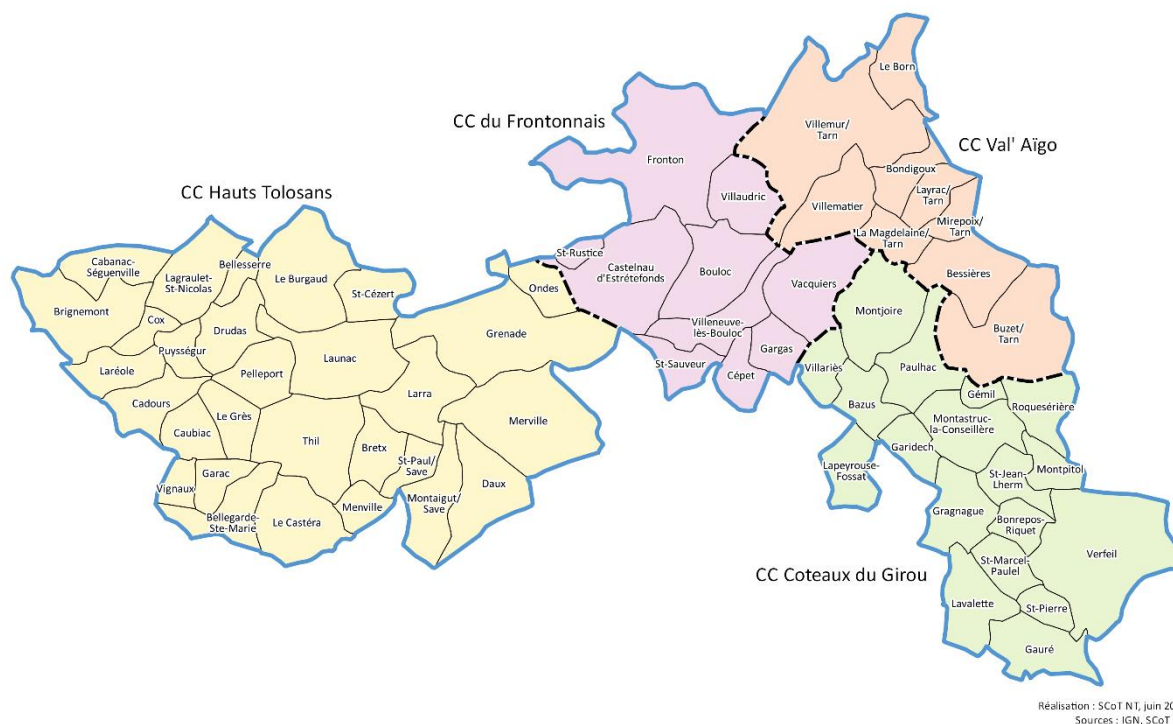 Le Born
CC du Frontonnais
Villemur/
Tarn
CC Val' Aïgo
Fronton
Bondigoux
CC Hauts Tolosans
Villaudric
Layrac/
Tarn
Villematier
Mirepoix/
Tarn
La Magdelaine/
Tarn
St-Rustice
Castelnau
d'Estrétefonds
Bouloc
Vacquiers
Bessières
Cabanac-
Séguenville
Lagraulet-
St-Nicolas
Bellesserre
Le Burgaud
St-Cézert
Ondes
Brignemont
Cox
Drudas
Grenade
Montjoire
Buzet/
Tarn
Villeneuve-
lès-Bouloc
Gargas
Puysségur
Launac
St-Sauveur
Cépet
Villariès
Paulhac
Laréole
Pelleport
Larra
Gémil
Roquesérière
Cadours
Le Grès
Merville
Bazus
Montastruc-
la-Conseillère
Caubiac
Thil
Bretx
St-Paul/
Save
Garidech
Lapeyrouse-
Fossat
St-Jean-
Lherm
Montpitol
Garac
Vignaux
Daux
Montaigut/
Save
Menville
Bellegarde-
Ste-Marie
Le Castéra
Gragnague
Bonrepos-
Riquet
Verfeil
St-Marcel-
Paulel
CC Coteaux du Girou
Lavalette
St-Pierre
Gauré
Réalisation : SCoT NT, juin 20
Sources : IGN, SCoT